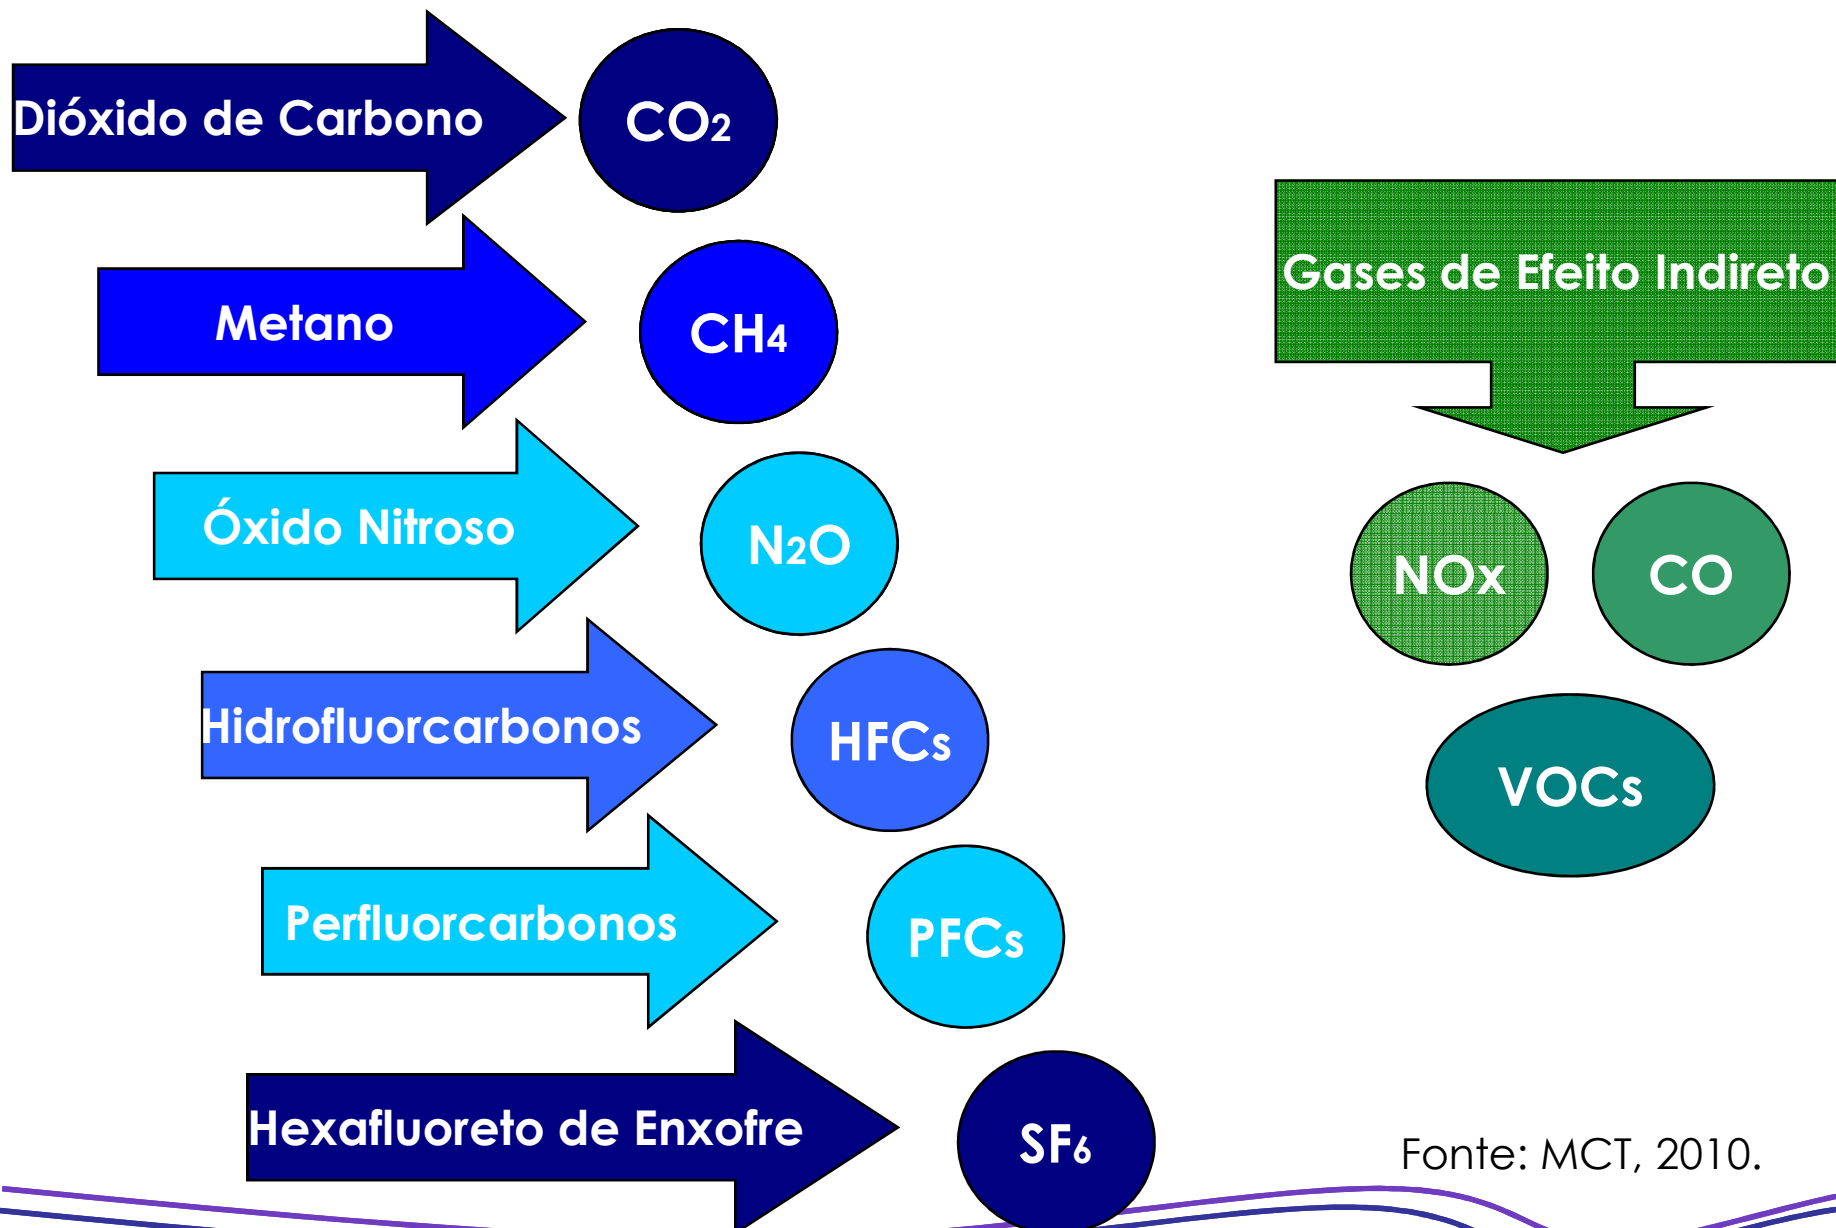 Dióxido de Carbono
CO2
Metano
CH4
Óxido Nitroso
N2O
Hidrofluorcarbonos
HFCs
Perfluorcarbonos
PFCs
Hexafluoreto de Enxofre
SF6
Gases de Efeito Indireto
NOx
CO
VOCs
Fonte: MCT, 2010.